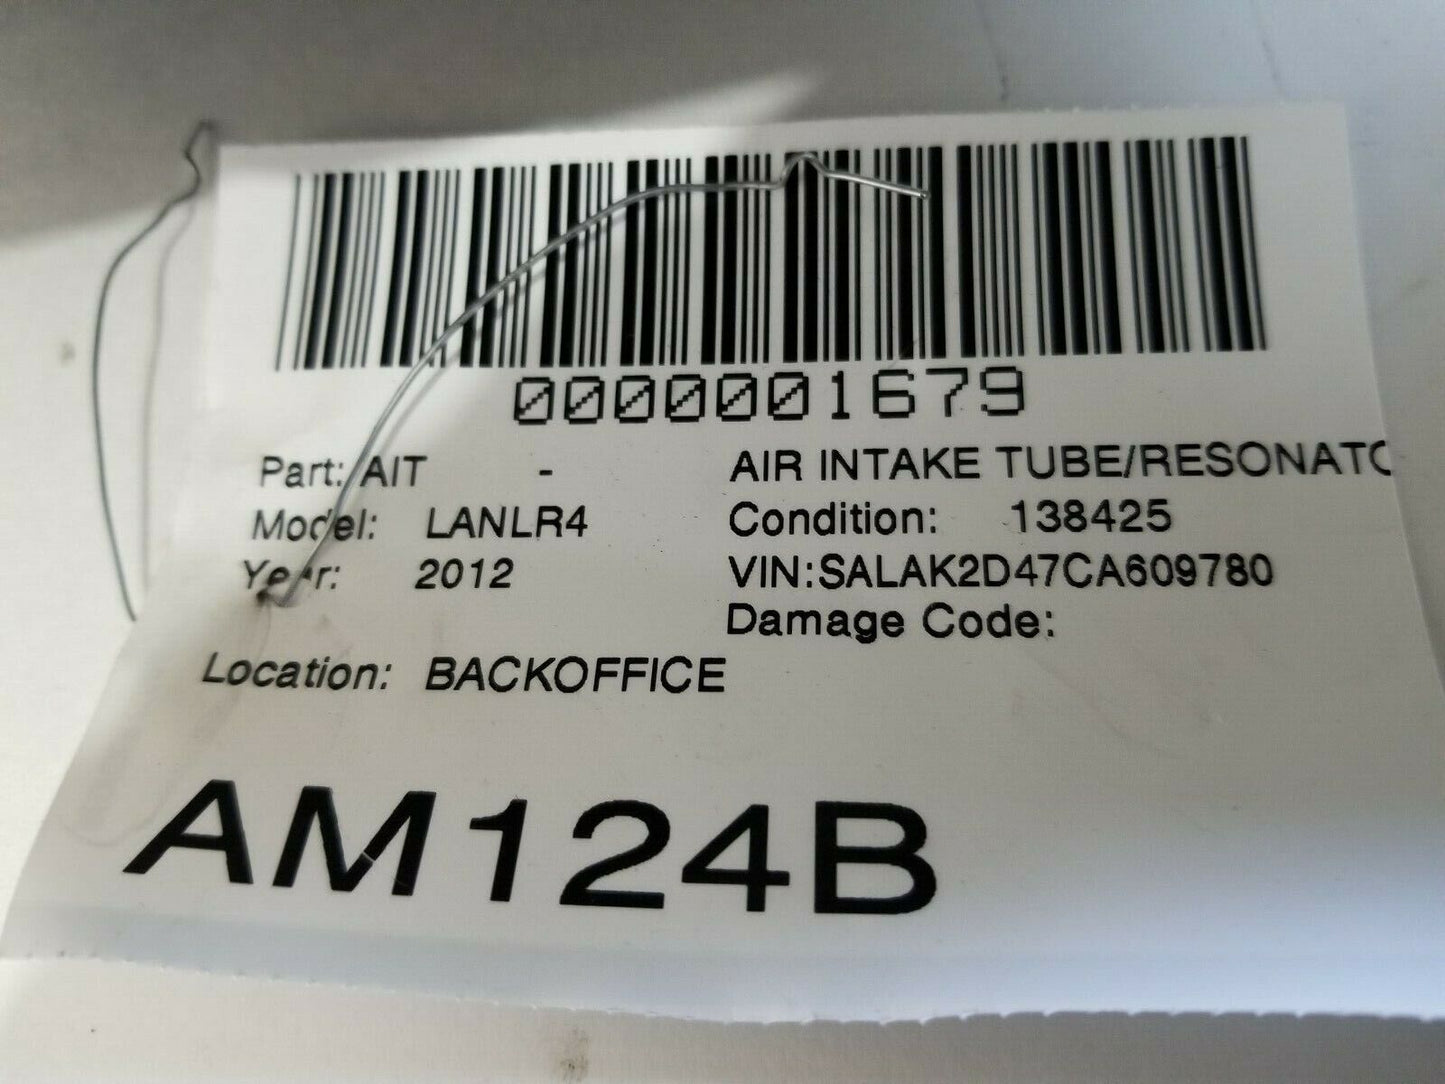 0000001679
Part: AIT - AIR INTAKE TUBE/RESONATO
Model: LANLR4 Condition: 138425
Year: 2012 VIN:SALAK2D47CA609780
Damage Code:
Location: BACKOFFICE
AM124B